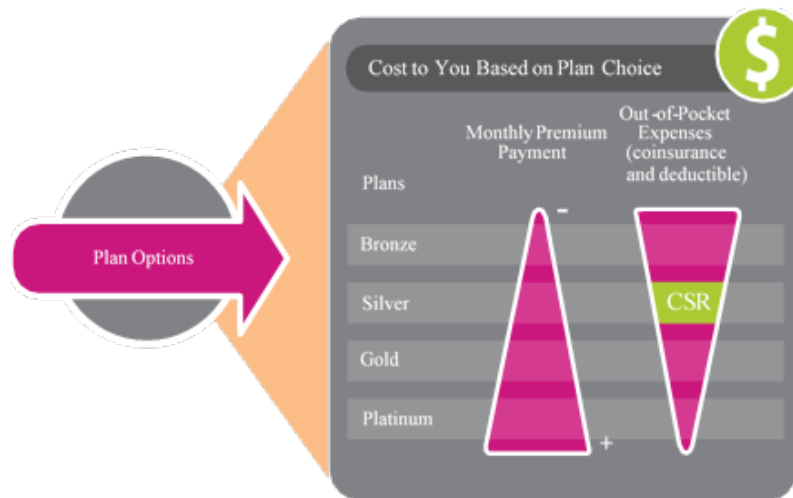 $
Cost to You Based on Plan Choice
Monthly Premium
Payment
Out-of-Pocket
Expenses
(coinsurance
and deductible)
Plans
-
Bronze
Plan Options
Silver
CSR
Gold
Platinum
+